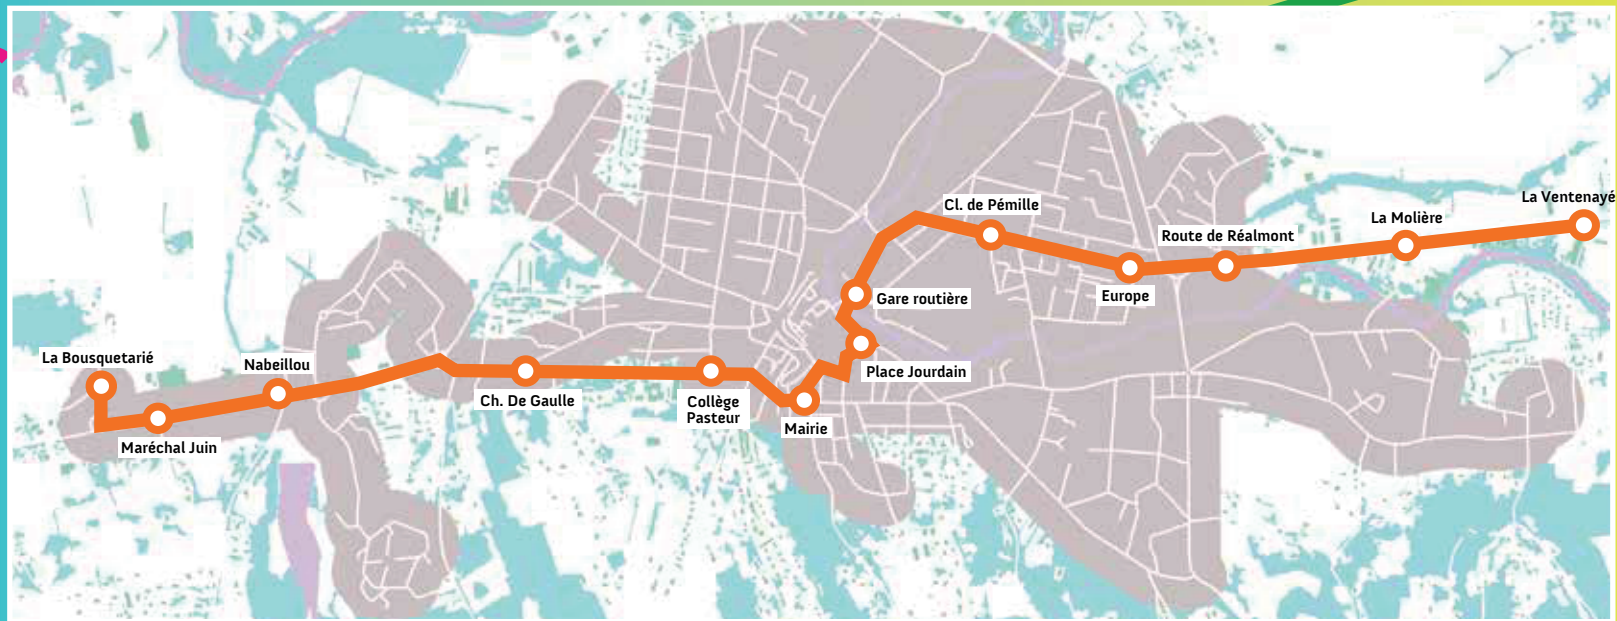 La Bousquetarié
Maréchal Juin
Nabeillou
Ch. De Gaulle
Collège
Pasteur
Mairie
Place Jourdain
Gare routière
Cl. de Pémille
Europe
Route de Réalmont
La Molière
La Ventenayé